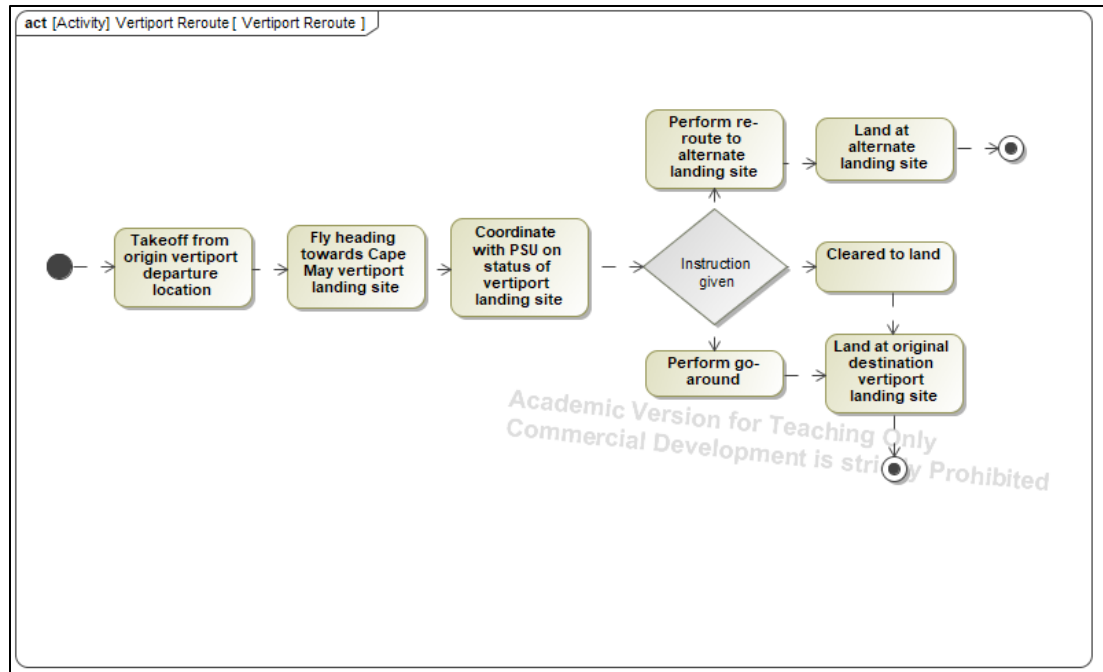 act [Activity] Vertiport Reroute [ Vertiport Reroute ]
Perform re-
route to
alternate
landing site
Land at
alternate
landing site
Takeoff from
origin vertiport
departure
location
Fly heading
towards Cape
May vertiport
landing site
Coordinate
with PSU on
status of
vertiport
landing site
Instruction
given
Cleared to land
Perform go-
around
Land at original
destination
vertiport
landing site
Academic Version for Teaching Only
Commercial Development is strictly Prohibited